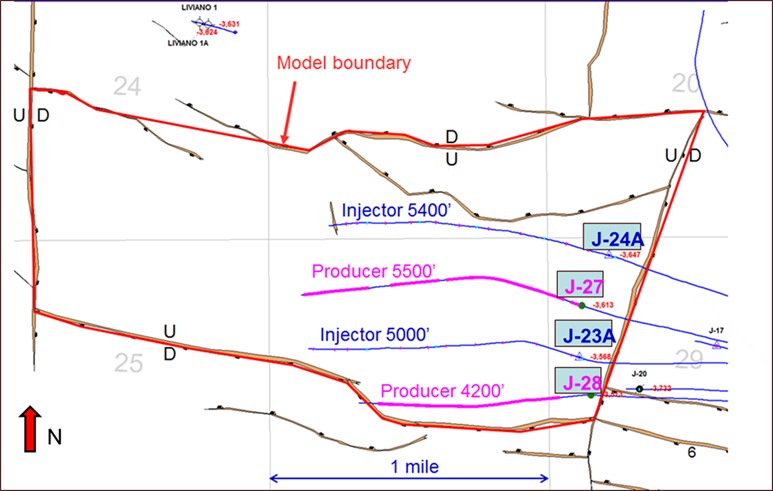 LIVIANO 1
-3,631
-3,624
LIVIANO 1A
Model boundary
24
20
U D
D
U
U D
Injector 5400'
J-24A
-3,647
Producer 5500'
J-27
-3,613
J-17
Injector 5000'
J-23A
-3,568
U
D
25
29
J-20
-3,732
Producer 4200'
J-28
N
6
1 mile